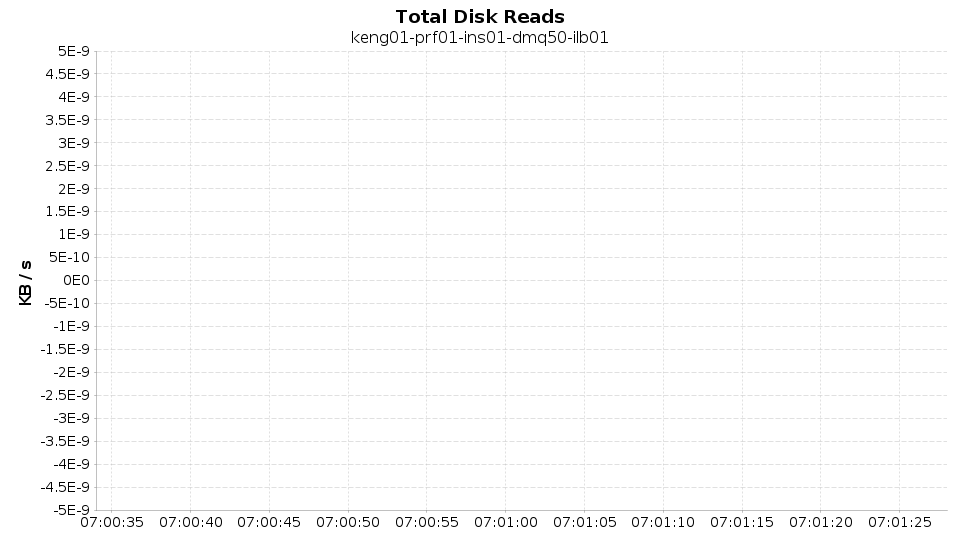 Total Disk Reads
keng01-prf01-ins01-dmq50-ilb01
5E-9
4.5E-9
4E-9
3.5E-9
3E-9
2.5E-9
2E-9
1.5E-9
1E-9
5E-10
0E0
-5E-10
-1E-9
-1.5E-9
-2E-9
-2.5E-9
-3E-9
-3.5E-9
-4E-9
-4.5E-9
-5E-9
KB / s
07:00:35 07:00:40 07:00:45 07:00:50 07:00:55 07:01:00 07:01:05 07:01:10 07:01:15 07:01:20 07:01:25